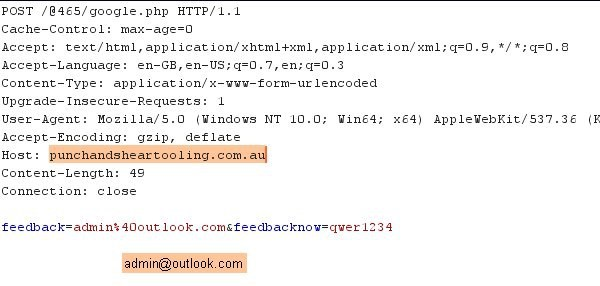 POST /@465/google.php HTTP/1.1
Cache-Control: max-age=0
Accept: text/html,application/xhtml+xml,application/xml;q=0.9,*/*;q=0.8
Accept-Language: en-GB,en-US;q=0.7,en;q=0.3
Content-Type: application/x-www-form-urlencoded
Upgrade-Insecure-Requests: 1
User-Agent: Mozilla/5.0 (Windows NT 10.0; Win64; x64) AppleWebKit/537.36 (K
Accept-Encoding: gzip, deflate
Host: punchandsheartooling.com.au
Content-Length: 49
Connection: close
feedback=admin%40outlook.com&feedbacknow=qwer1234
admin@outlook.com